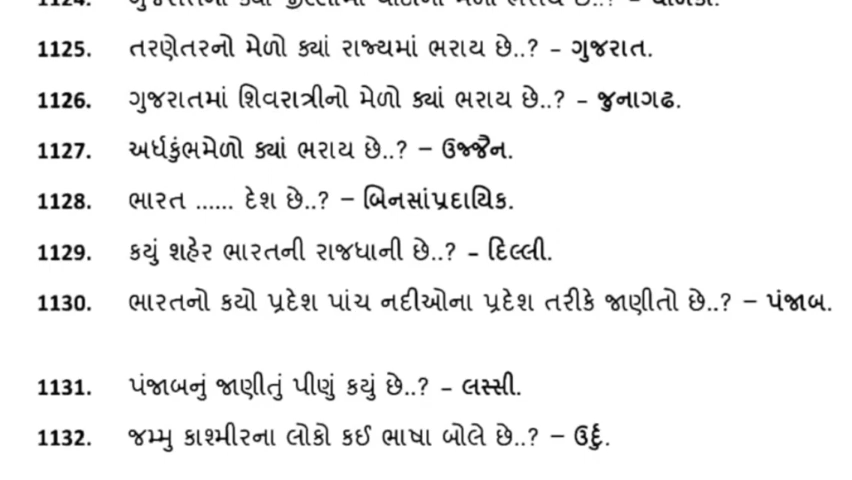 1125. તરણેતરનો મેળો ક્યાં રાજ્યમાં ભરાય છે..? – ગુજરાત.
1126. ગુજરાતમાં શિવરાત્રીનો મેળો ક્યાં ભરાય છે..? – જુનાગઢ.
1127. અર્ધકુંભમેળો ક્યાં ભરાય છે..? – ઉજ્જૈન.
1128. ભારત ...... દેશ છે..? – બિનસાંપ્રદાયિક.
1129. કયું શહેર ભારતની રાજધાની છે..? – દિલ્લી.
1130. ભારતનો કયો પ્રદેશ પાંચ નદીઓના પ્રદેશ તરીકે જાણીતો છે..? – પંજાબ.
1131. પંજાબનું જાણીતું પીણું કયું છે..? – લસ્સી.
1132. જમ્મુ કાશ્મીરના લોકો કઈ ભાષા બોલે છે..? – ઉર્દુ.